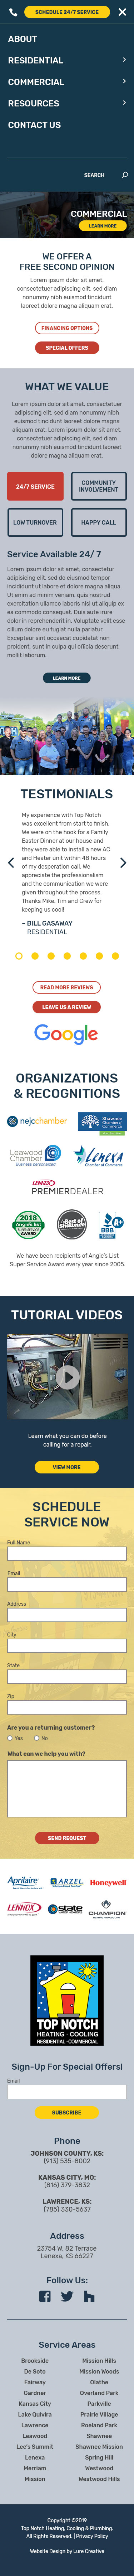 SCHEDULE 24/7 SERVICE
ABOUT
RESIDENTIAL
COMMERCIAL
RESOURCES
CONTACT US
SEARCH
COMMERCIAL
LEARN MORE
WE OFFER A
FREE SECOND OPINION
Lorem ipsum dolor sit amet,
consectetuer adipiscing elit, sed diam
nonummy nibh euismod tincidunt
laoreet dolore magna aliquam erat.
FINANCING OPTIONS
SPECIAL OFFERS
WHAT WE VALUE
Lorem ipsum dolor sit amet, consectetuer
adipiscing elit, sed diam nonummy nibh
euismod tincidunt laoreet dolore magna
aliquam erat. Lorem ipsum dolor sit amet,
consectetuer adipiscing elit, sed diam
nonummy nibh euismod tincidunt
laoreet dolore magna aliquam erat.
24/7 SERVICE
COMMUNITY
INVOLVEMENT
LOW TURNOVER
HAPPY CALL
Service Available 24/ 7
Lorem ipsum dolor sit amet, consectetur
adipiscing elit, sed do eiusmod tempor
incididunt ut labore et dolore magna aliqua.
Ut enim ad minim veniam, quis nostrud
exercitation ullamco laboris nisi ut aliquip ex
ea commodo consequat. Duis aute irure
dolor in reprehenderit in. Voluptate velit esse
cillum dolore eu fugiat nulla pariatur.
Excepteur sint occaecat cupidatat non
proident, sunt in culpa qui officia deserunt
mollit laborum.
LEARN MORE
TESTIMONIALS
My experience with Top Notch
was excellent from start to finish.
We were on the hook for a Family
Easter Dinner at our house and
they were able to install a new AC
and Heater unit within 48 hours
of my desperation call. We
appreciate the professionalism
and the communication we were
given throughout the process.
Thanks Mike, Tim and Crew for
keeping us cool!
– BILL GASAWAY
RESIDENTIAL
READ MORE REVIEWS
LEAVE US A REVIEW
Google
ORGANIZATIONS
& RECOGNITIONS
nejcchamber
Shawnee
Chamber of
Commerce
Leawood
Chamber
Business personalized
Lenexa
Chamber of Commerce
LENNOX
PREMIERDEALER
2018
Angie's list
SUPER SERVICE
AWARD
Best of
Shawnee
BBB
A+
We have been recipients of Angie's List
Super Service Award every year since 2005.
TUTORIAL VIDEOS
Learn what you can do before
calling for a repair.
VIEW MORE
SCHEDULE
SERVICE NOW
Full Name
Email
Address
City
State
Zip
Are you a returning customer?
Yes
No
What can we help you with?
SEND REQUEST
Aprilaire
ARZEL
Honeywell
LENNOX
state
CHAMPION
TOP NOTCH
HEATING • COOLING
RESIDENTIAL • COMMERCIAL
Sign-Up For Special Offers!
Email
SUBSCRIBE
Phone
JOHNSON COUNTY, KS:
(913) 535-8002
KANSAS CITY, MO:
(816) 379-3832
LAWRENCE, KS:
(785) 330-5637
Address
23754 W. 82 Terrace
Lenexa, KS 66227
Follow Us:
Service Areas
Brookside
De Soto
Fairway
Gardner
Kansas City
Lake Quivira
Lawrence
Leawood
Lee's Summit
Lenexa
Merriam
Mission
Mission Hills
Mission Woods
Olathe
Overland Park
Parkville
Prairie Village
Roeland Park
Shawnee
Shawnee Mission
Spring Hill
Westwood
Westwood Hills
Copyright ©2019
Top Notch Heating, Cooling & Plumbing.
All Rights Reserved. | Privacy Policy
Website Design by Lure Creative